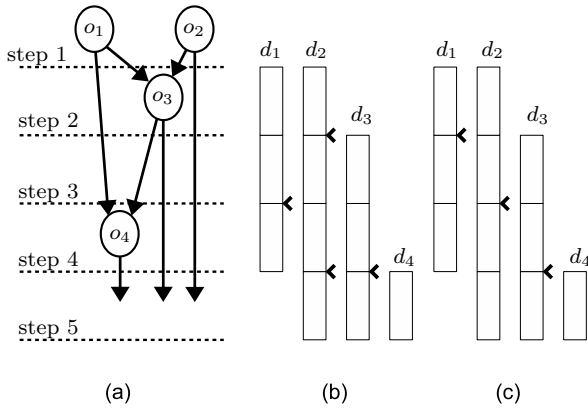 o1 o2
step 1
o3
step 2
step 3
o4
step 4
step 5
(a)
d1 d2
d3
d4
(b)
d1 d2
d3
d4
(c)